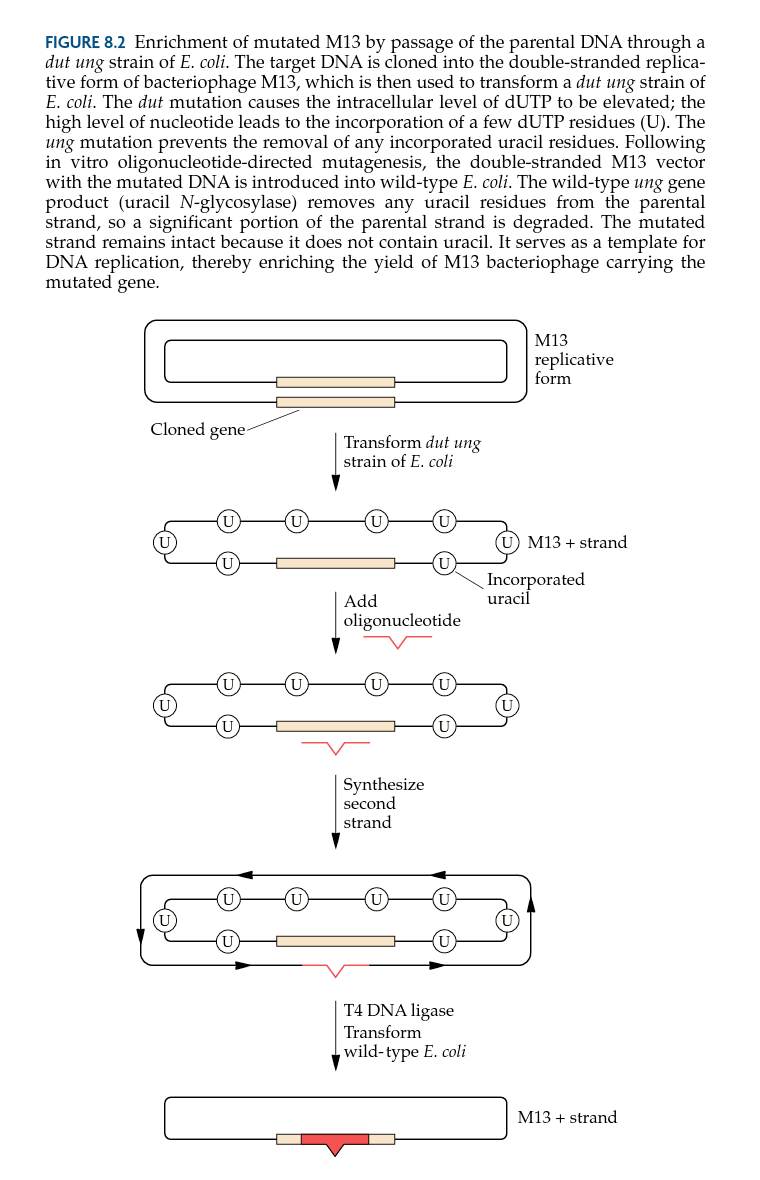 FIGURE 8.2 Enrichment of mutated M13 by passage of the parental DNA through a
dut ung strain of E. coli. The target DNA is cloned into the double-stranded replica-
tive form of bacteriophage M13, which is then used to transform a dut ung strain of
E. coli. The dut mutation causes the intracellular level of dUTP to be elevated; the
high level of nucleotide leads to the incorporation of a few dUTP residues (U). The
ung mutation prevents the removal of any incorporated uracil residues. Following
in vitro oligonucleotide-directed mutagenesis, the double-stranded M13 vector
with the mutated DNA is introduced into wild-type E. coli. The wild-type ung gene
product (uracil N-glycosylase) removes any uracil residues from the parental
strand, so a significant portion of the parental strand is degraded. The mutated
strand remains intact because it does not contain uracil. It serves as a template for
DNA replication, thereby enriching the yield of M13 bacteriophage carrying the
mutated gene.
M13
replicative
form
Cloned gene
Transform dut ung
strain of E. coli
U U U U
U U M13 + strand
U U
Incorporated
uracil
Add
oligonucleotide
U U U U
U U
U U
Synthesize
second
strand
U U U U
U U
U U
T4 DNA ligase
Transform
wild-type E. coli
M13 + strand